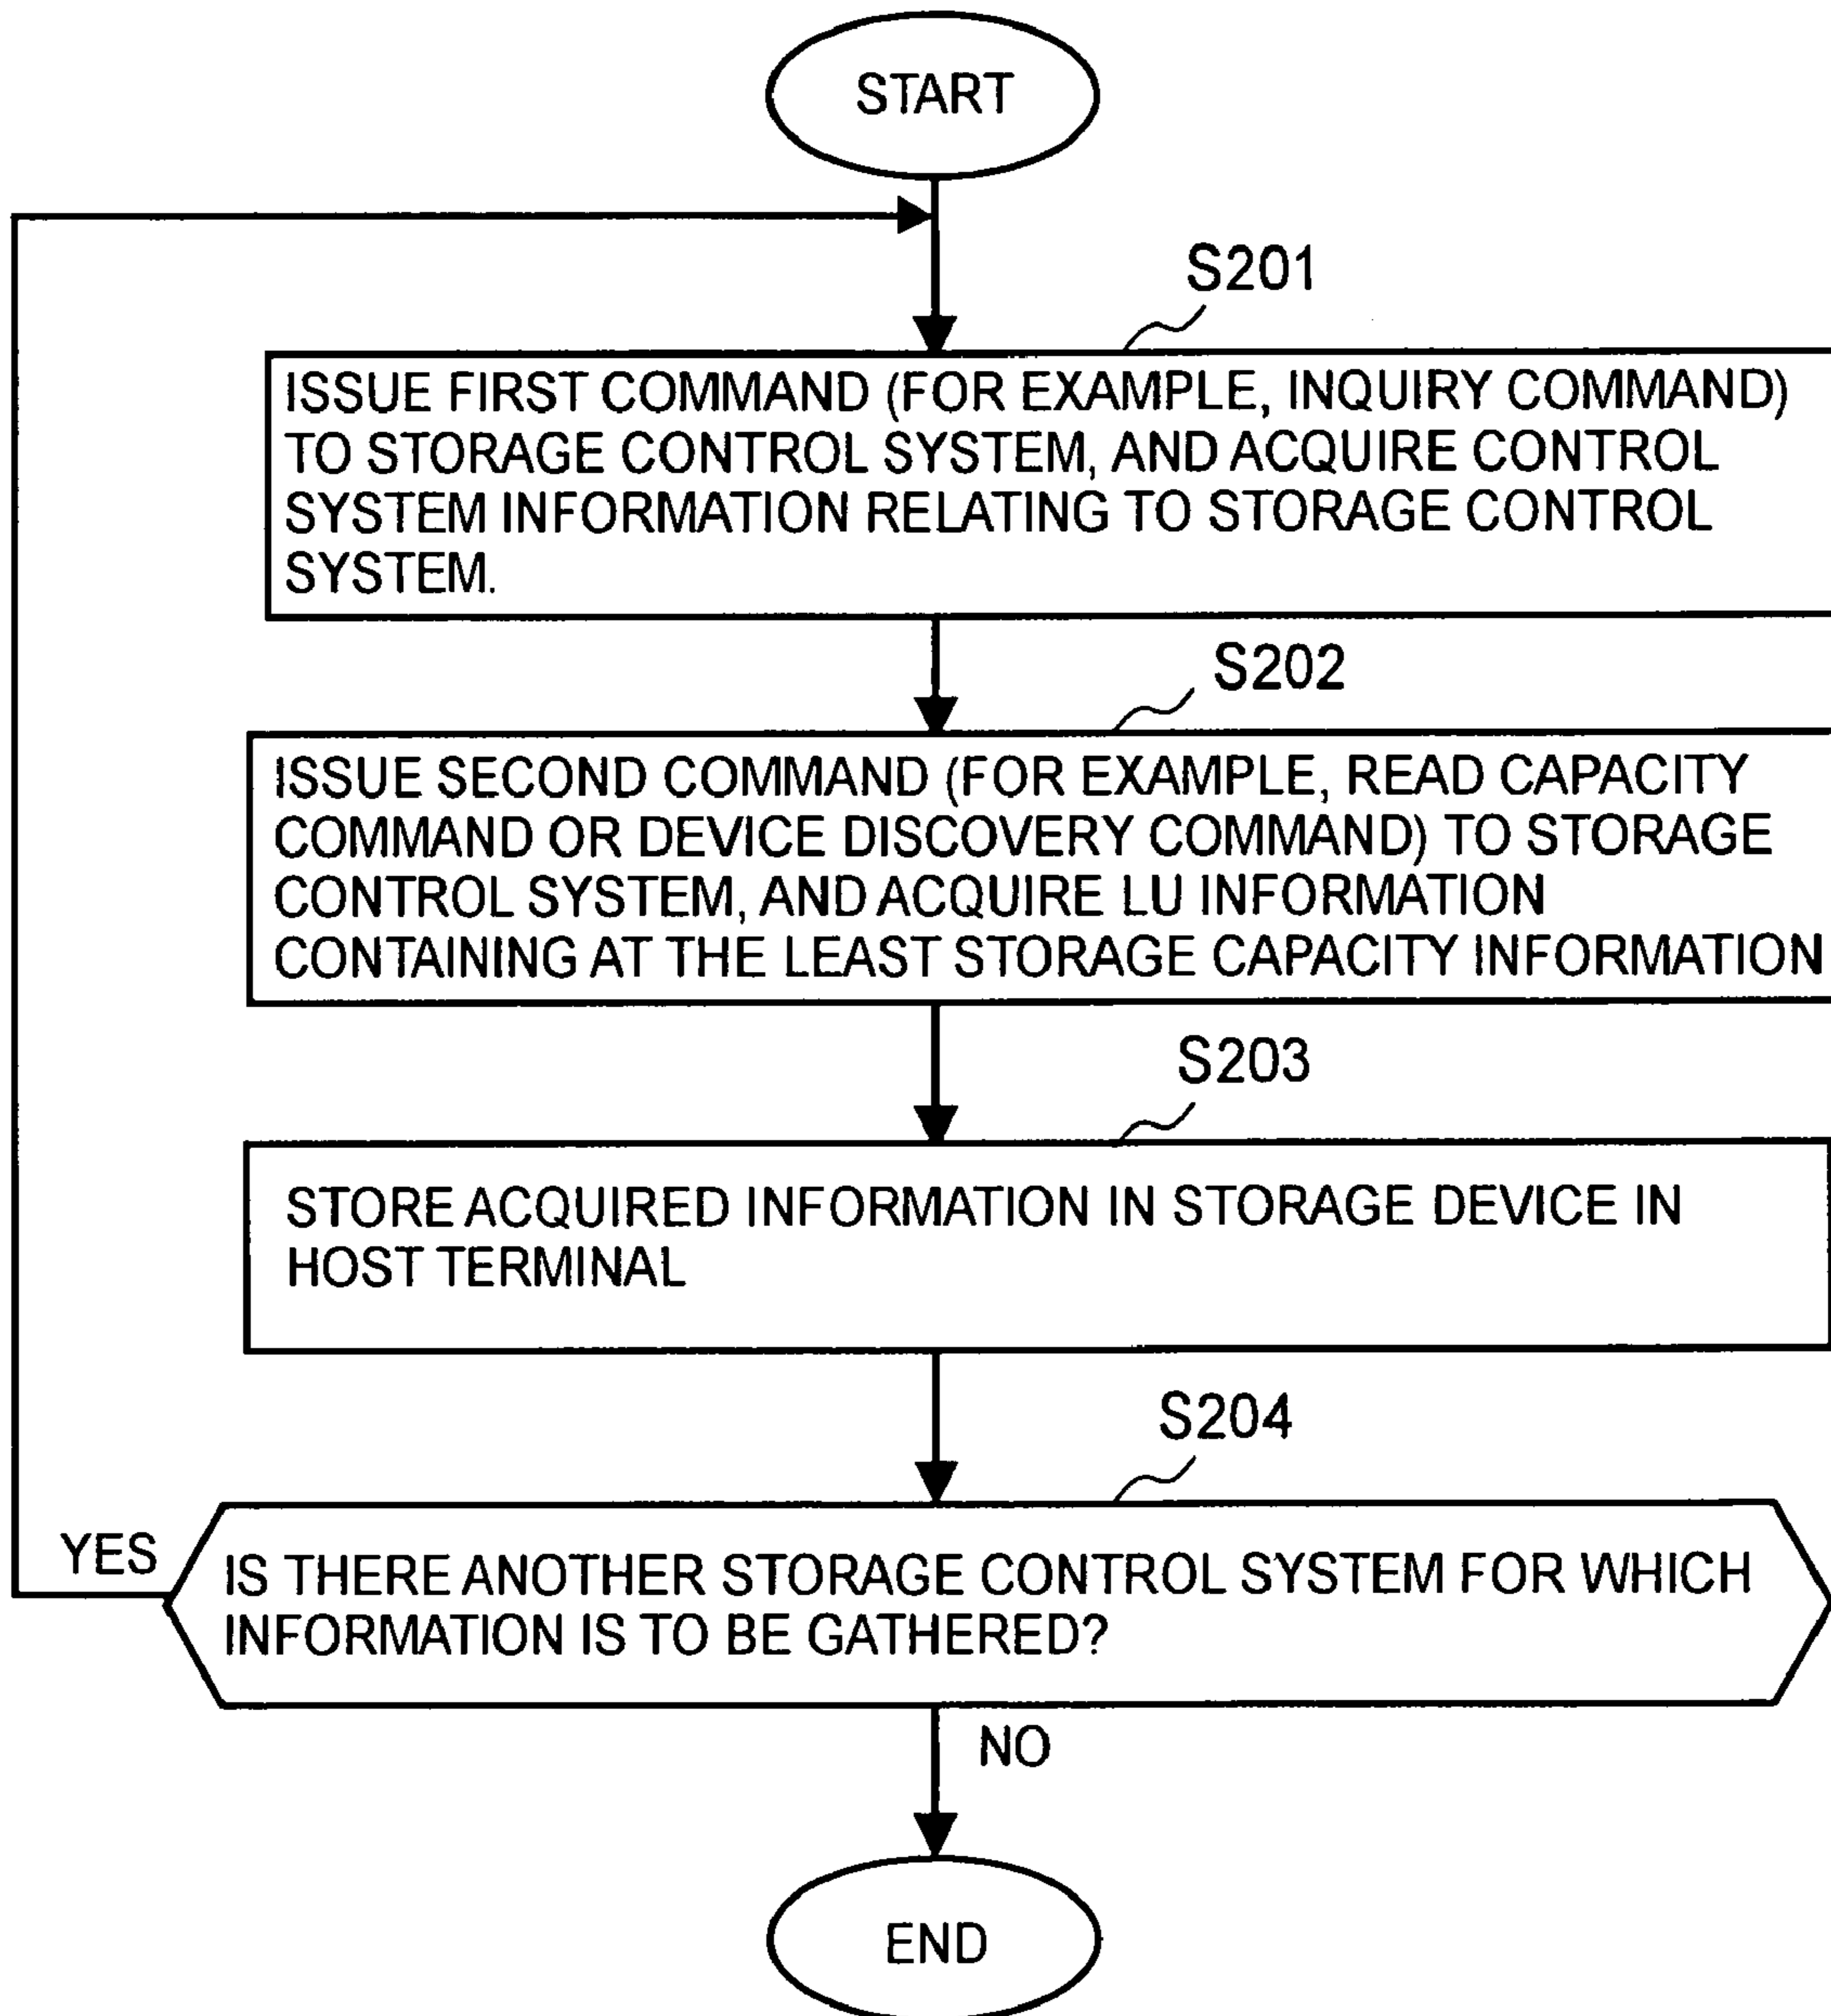 START
S201
ISSUE FIRST COMMAND (FOR EXAMPLE, INQUIRY COMMAND)
TO STORAGE CONTROL SYSTEM, AND ACQUIRE CONTROL
SYSTEM INFORMATION RELATING TO STORAGE CONTROL
SYSTEM.
S202
ISSUE SECOND COMMAND (FOR EXAMPLE, READ CAPACITY
COMMAND OR DEVICE DISCOVERY COMMAND) TO STORAGE
CONTROL SYSTEM, AND ACQUIRE LU INFORMATION
CONTAINING AT THE LEAST STORAGE CAPACITY INFORMATION
S203
STORE ACQUIRED INFORMATION IN STORAGE DEVICE IN
HOST TERMINAL
S204
YES
IS THERE ANOTHER STORAGE CONTROL SYSTEM FOR WHICH
INFORMATION IS TO BE GATHERED?
NO
END